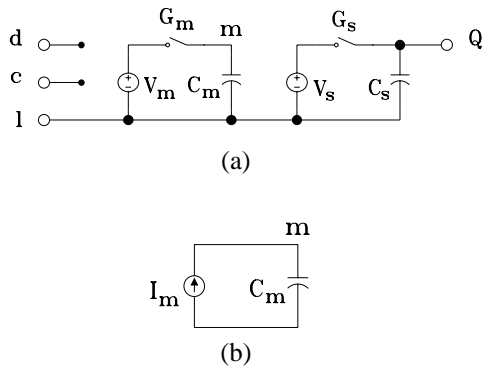 G_m m G_s
d Q
c V_m C_m V_s C_s
l
(a)
m
I_m C_m
(b)